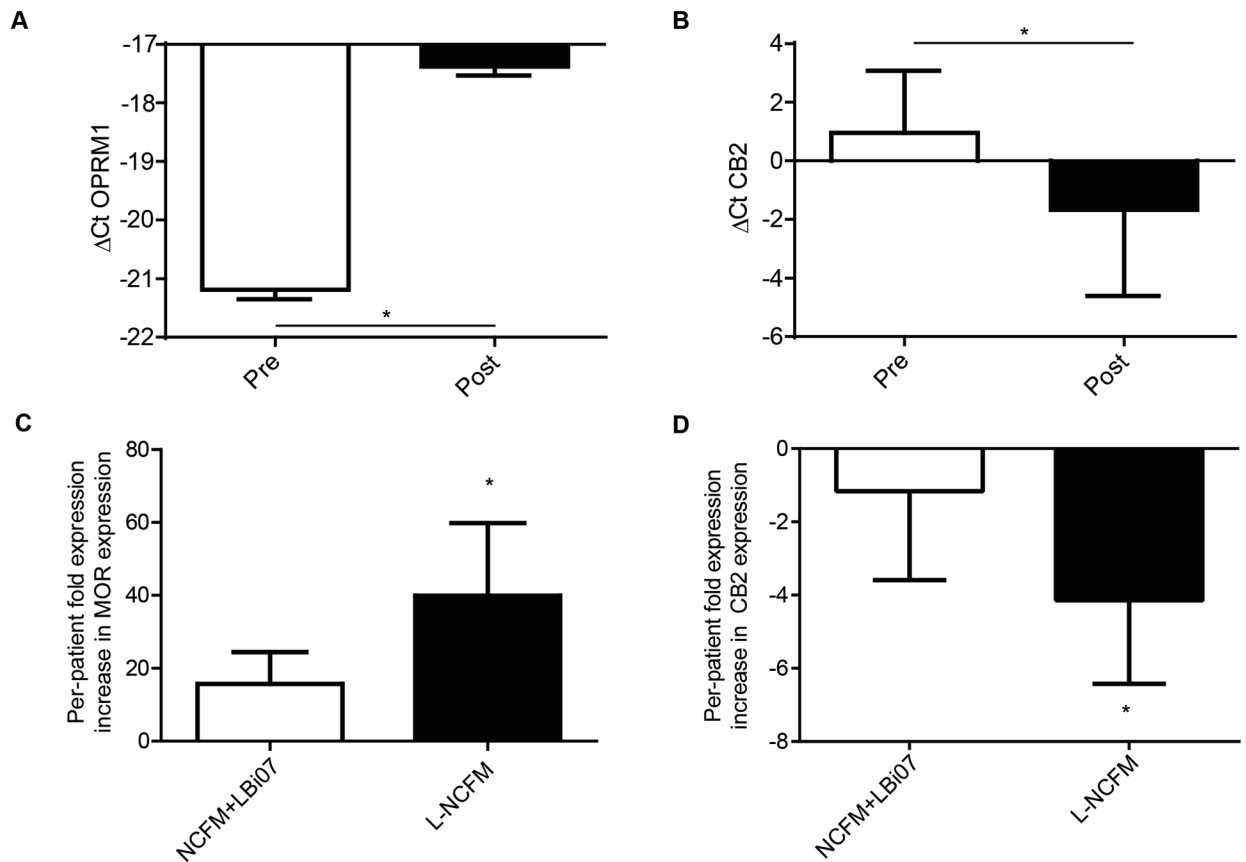 A
ΔCt OPRM1
-17
-18
-19
-20
-21
-22
*
Pre
Post
B
ΔCt CB2
4
2
0
-2
-4
-6
*
Pre
Post
C
Per-patient fold expression
increase in MOR expression
80
60
40
20
0
*
NCFM+LBi07
L-NCFM
D
Per-patient fold expression
increase in CB2 expression
0
-2
-4
-6
-8
*
NCFM+LBi07
L-NCFM